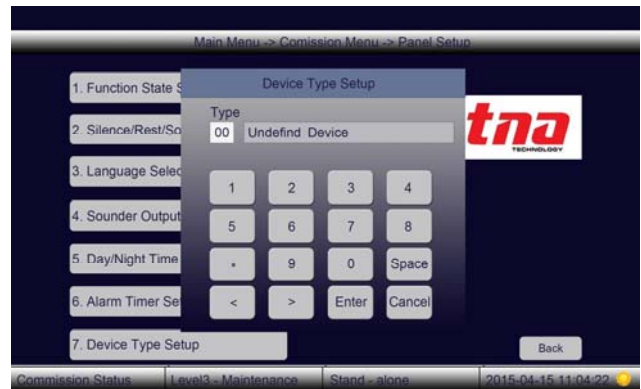 Main Menu -> Comission Menu -> Panel Setup
Device Type Setup
1. Function State S
Type
00 Undefind Device
2. Silence/Rest/So
tna
TECHNOLOGY
3. Language Selec
1 2 3 4
4. Sounder Output
5 6 7 8
5. Day/Night Time
* 9 0 Space
6. Alarm Timer Set
< > Enter Cancel
7. Device Type Setup
Back
Commission Status Level3 - Maintenance Stand - alone 2015-04-15 11:04:22